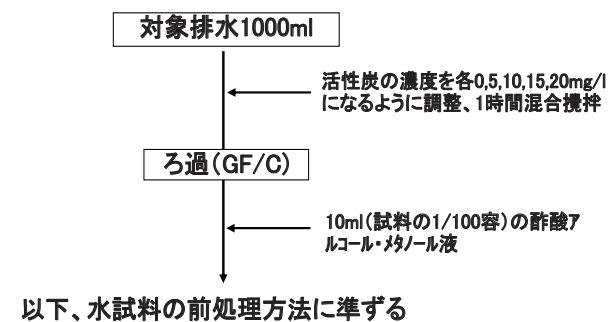 対象排水1000ml
活性炭の濃度を各0,5,10,15,20mg/l
になるように調整、1時間混合攪拌
ろ過(GF/C)
10ml(試料の1/100容)の酢酸ア
ルコール・メタノール液
以下、水試料の前処理方法に準ずる